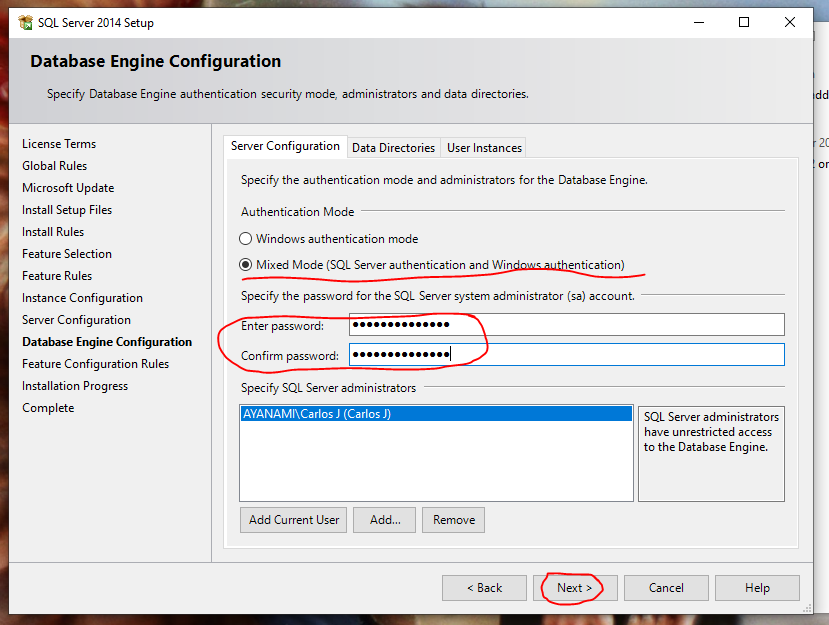 SQL Server 2014 Setup
Database Engine Configuration
Specify Database Engine authentication security mode, administrators and data directories.
License Terms
Global Rules
Microsoft Update
Install Setup Files
Install Rules
Feature Selection
Feature Rules
Instance Configuration
Server Configuration
Database Engine Configuration
Feature Configuration Rules
Installation Progress
Complete
Server Configuration Data Directories User Instances
Specify the authentication mode and administrators for the Database Engine.
Authentication Mode
Windows authentication mode
Mixed Mode (SQL Server authentication and Windows authentication)
Specify the password for the SQL Server system administrator (sa) account.
Enter password: ●●●●●●●●●●●●●●
Confirm password: ●●●●●●●●●●●●●●
Specify SQL Server administrators
AYANAMI\Carlos J (Carlos J)
SQL Server administrators
have unrestricted access
to the Database Engine.
Add Current User Add... Remove
< Back Next > Cancel Help